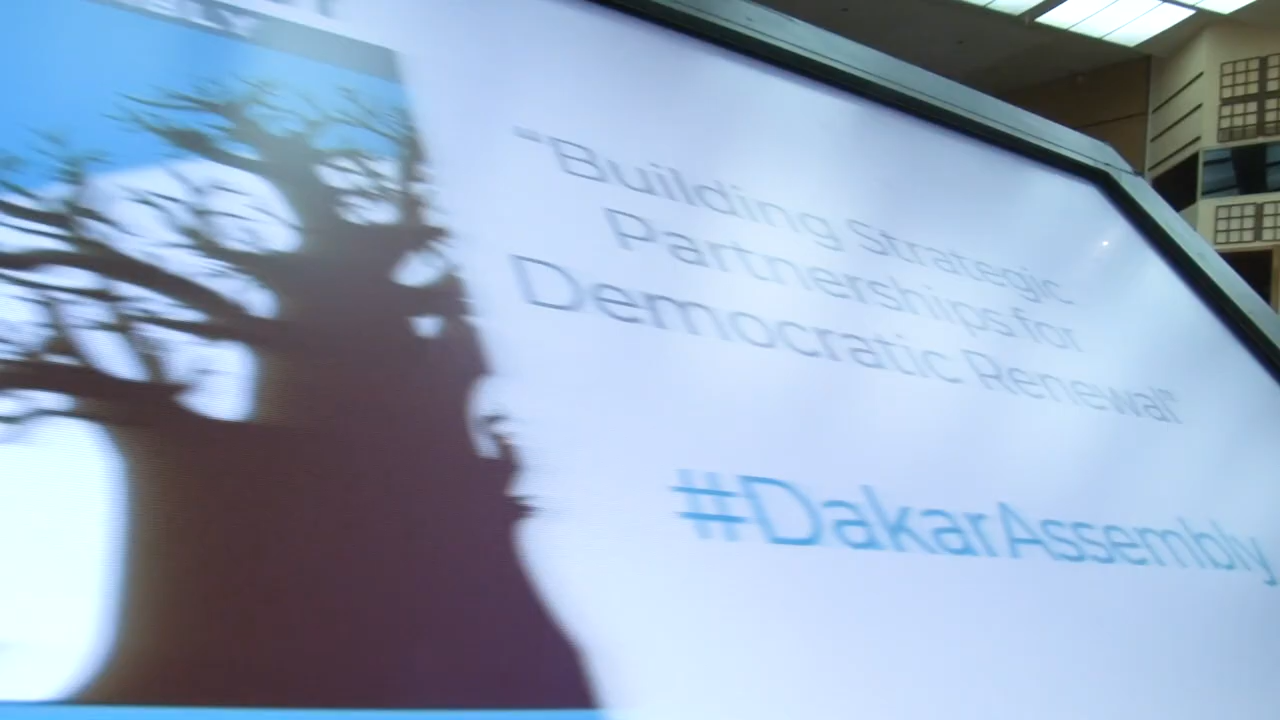 "Building Strategic
Partnerships for
Democratic Renewal"
#DakarAssembly